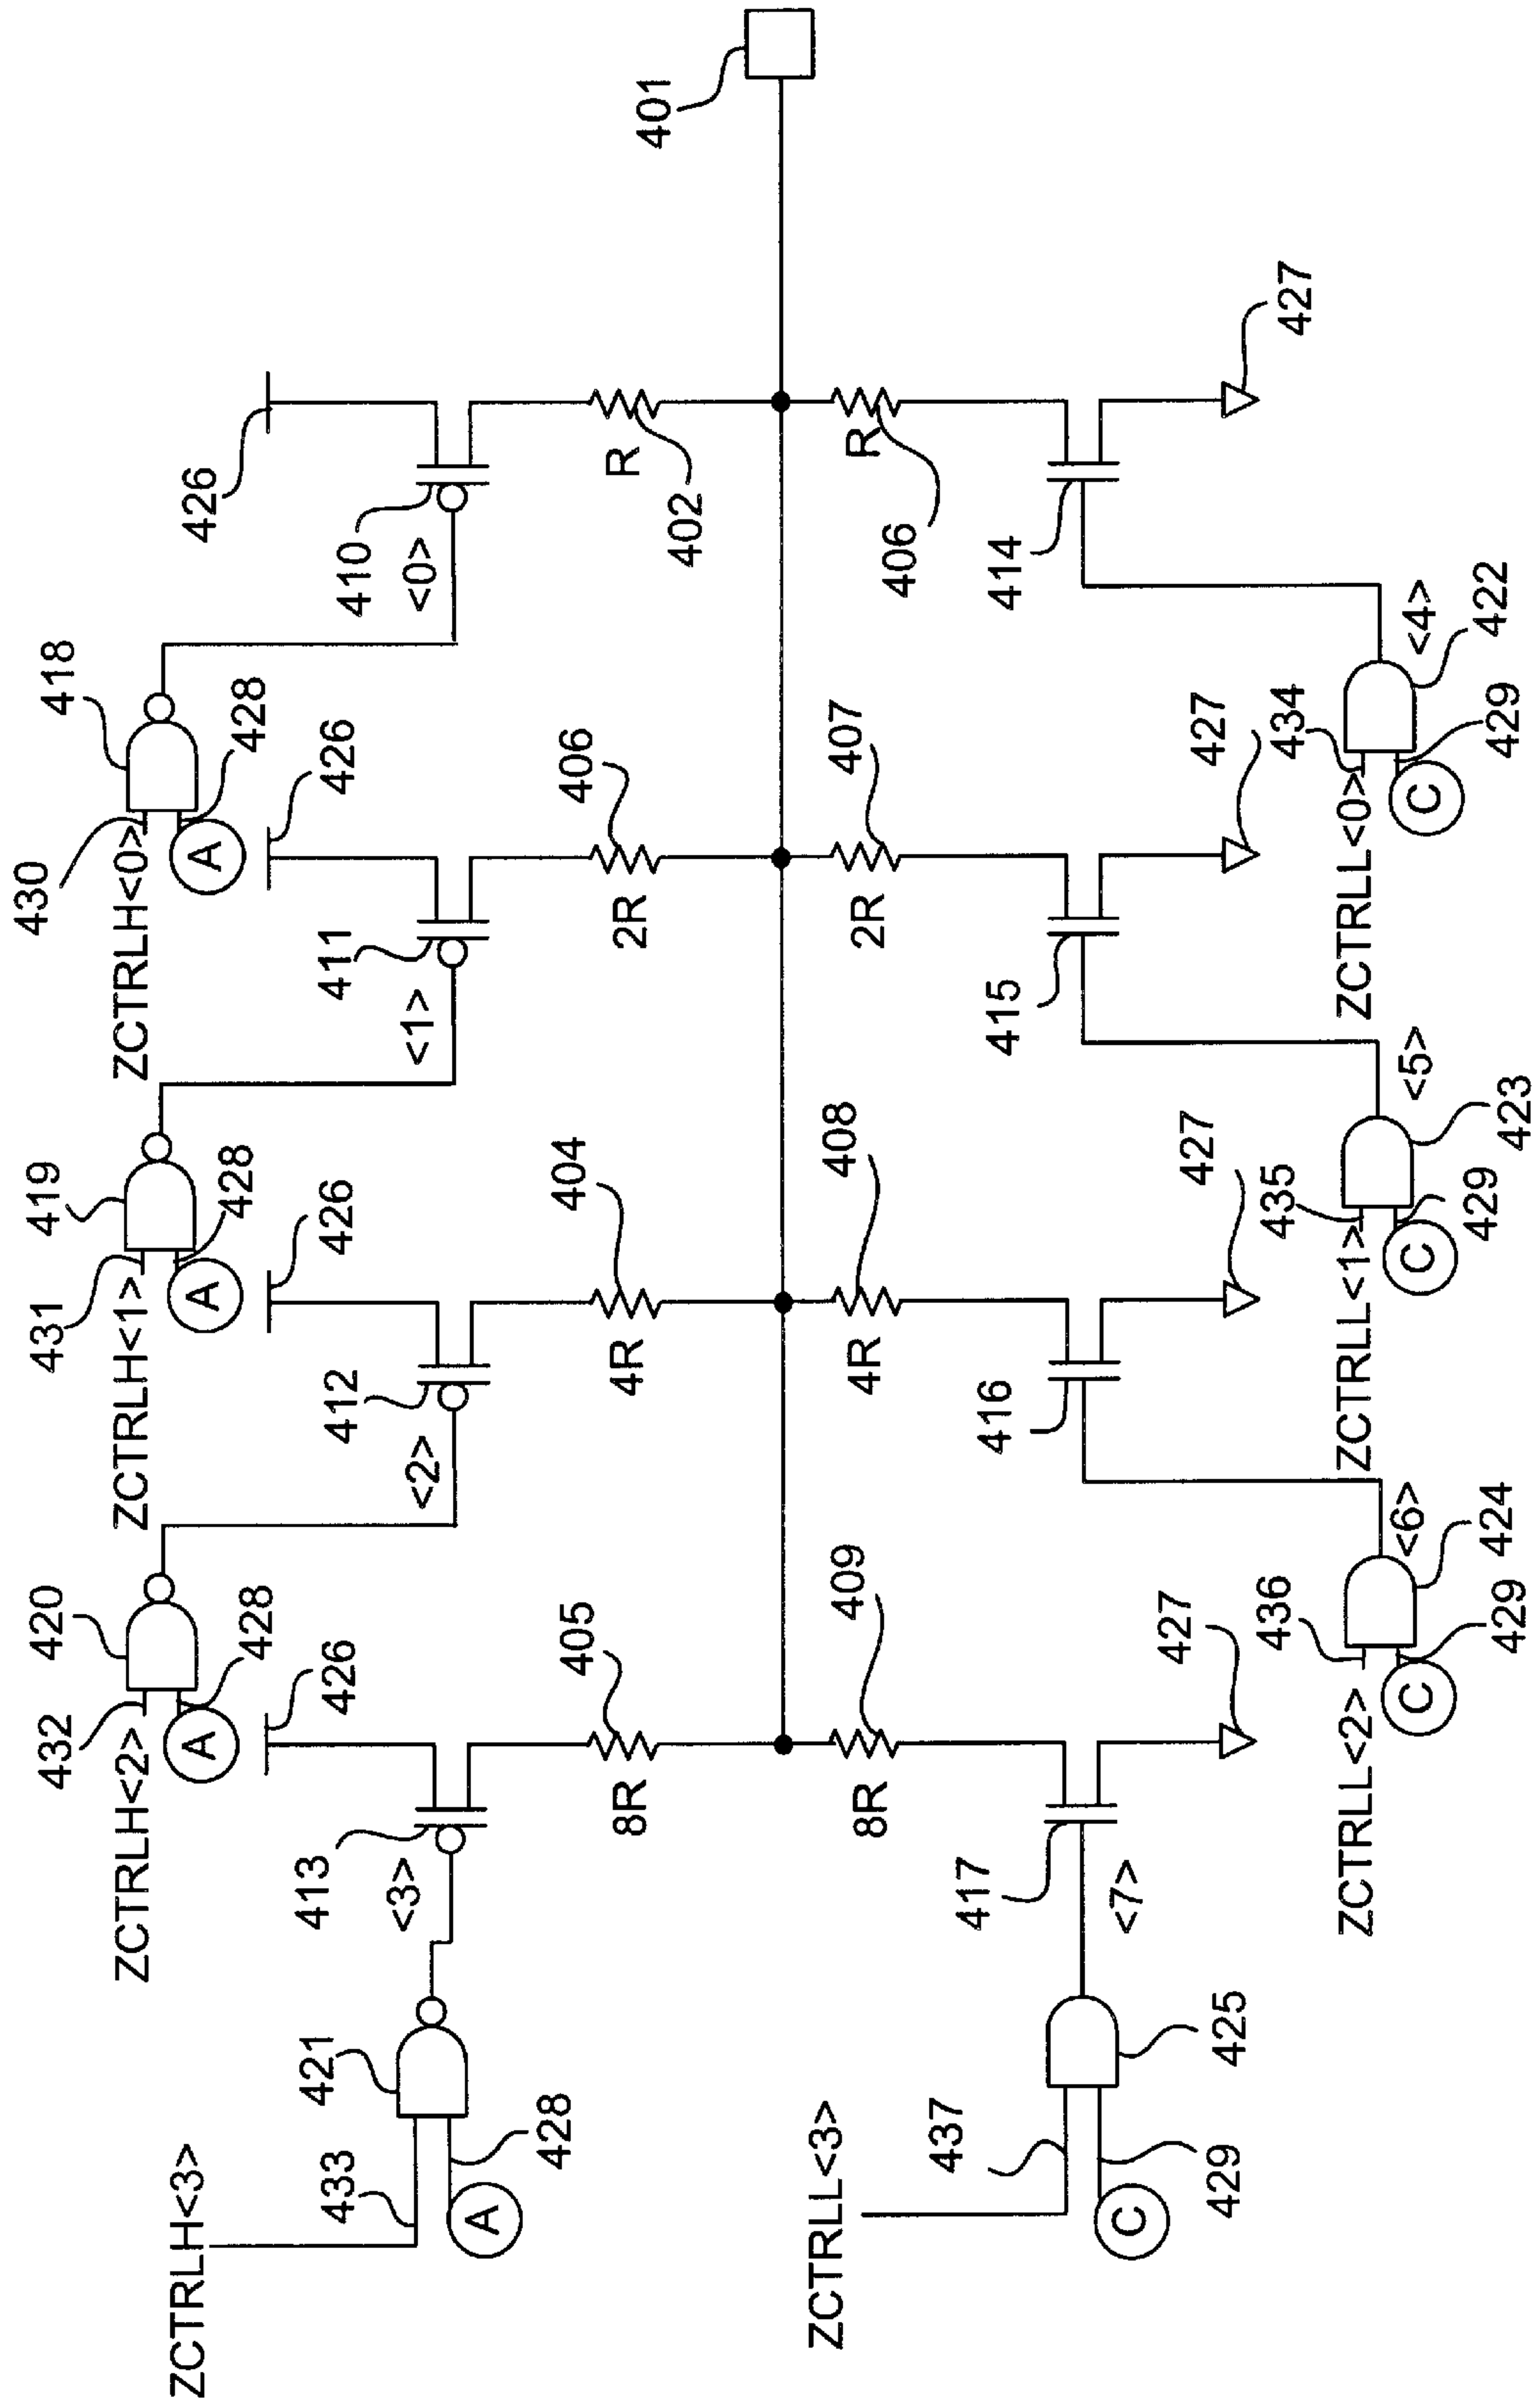 ZCTRLH<3>
433
A
428
421
<3>
413
426
8R
405
ZCTRLH<2>
432
A
428
420
<2>
412
426
4R
404
ZCTRLH<1>
431
A
428
419
<1>
411
426
2R
406
ZCTRLH<0>
430
A
428
418
<0>
410
426
R
402
401
ZCTRLL<3>
437
C
429
425
<7>
417
8R
409
427
ZCTRLL<2>
436
C
429
424
<6>
416
4R
408
427
ZCTRLL<1>
435
C
429
423
<5>
415
2R
407
427
ZCTRLL<0>
434
C
429
422
<4>
414
R
406
427